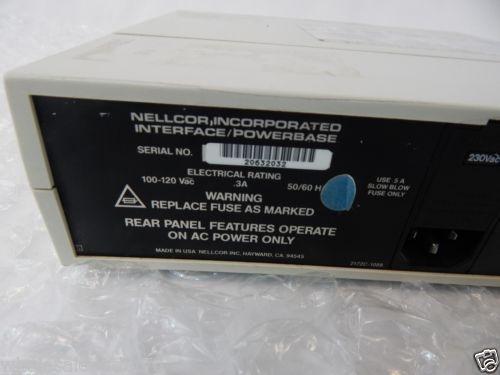 NELLCOR, INCORPORATED
INTERFACE/POWERBASE
SERIAL NO.
20632032
ELECTRICAL RATING
100-120 Vac .3A 50/60 H
WARNING
REPLACE FUSE AS MARKED
REAR PANEL FEATURES OPERATE
ON AC POWER ONLY
MADE IN USA NELLCOR INC, HAYWARD, CA 94545
230Vac
USE .5 A
SLOW BLOW
FUSE ONLY